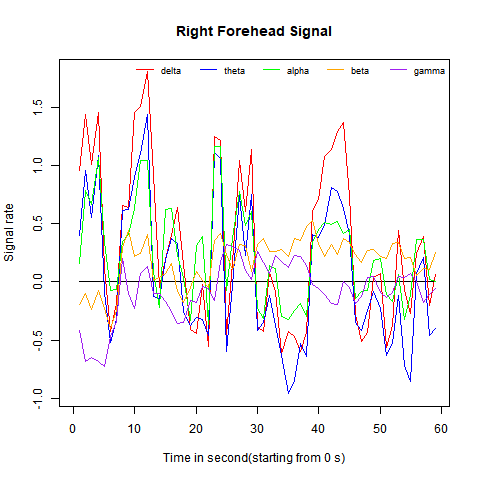 Right Forehead Signal
delta theta alpha beta gamma
Signal rate
-1.0 -0.5 0.0 0.5 1.0 1.5
0 10 20 30 40 50 60
Time in second(starting from 0 s)